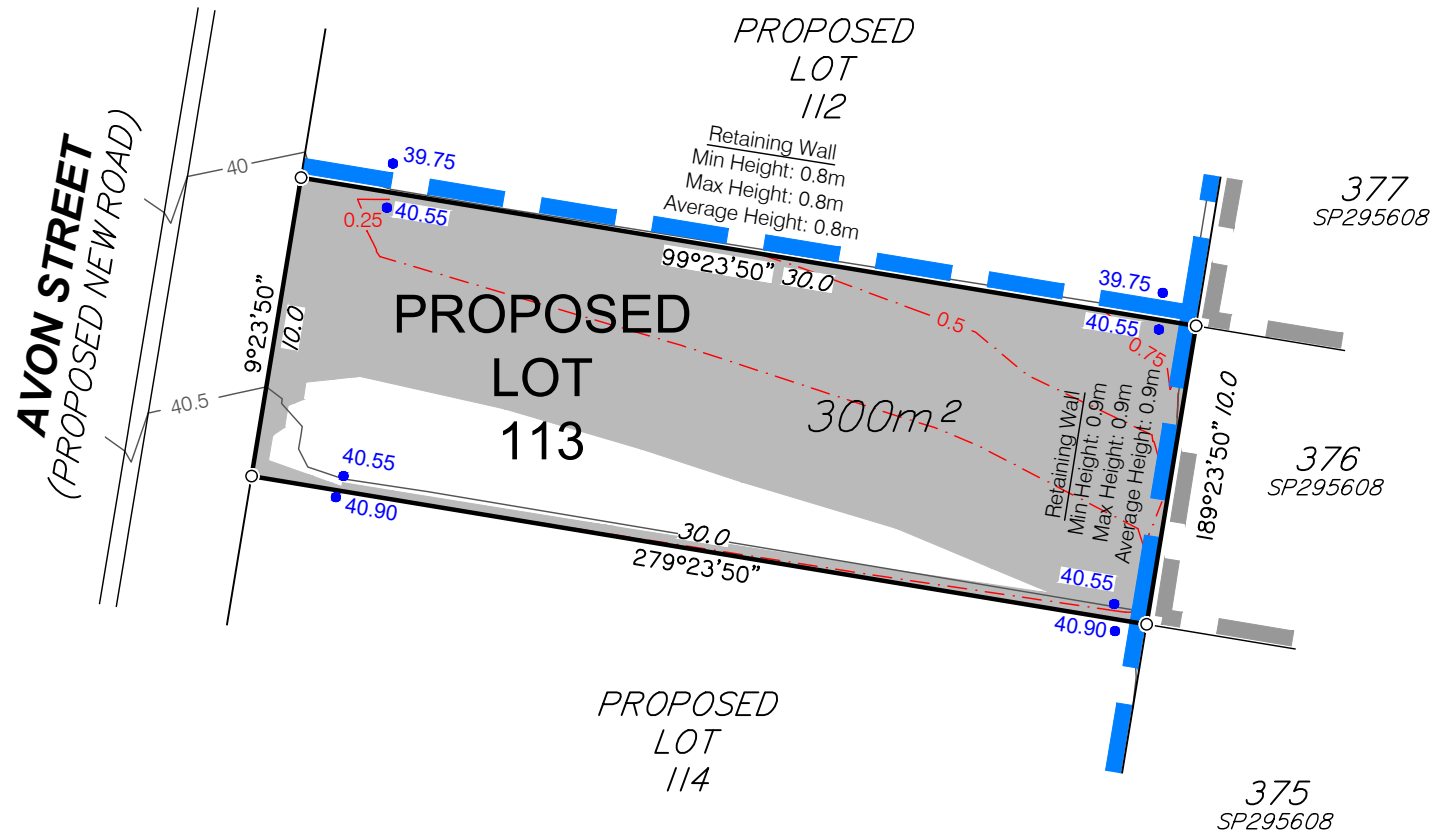 PROPOSED
LOT
112
Retaining Wall
Min Height: 0.8m
Max Height: 0.8m
Average Height: 0.8m
377
SP295608
AVON STREET
(PROPOSED NEW ROAD)
40
39.75
40.55
0.25
99°23'50" 30.0
39.75
40.55
0.5
0.75
9°23'50"
10.0
PROPOSED
LOT
113
300m²
Retaining Wall
Min Height: 0.9m
Max Height: 0.9m
Average Height: 0.9m
189°23'50" 10.0
376
SP295608
40.5
40.55
40.90
30.0
279°23'50"
40.55
40.90
PROPOSED
LOT
114
375
SP295608